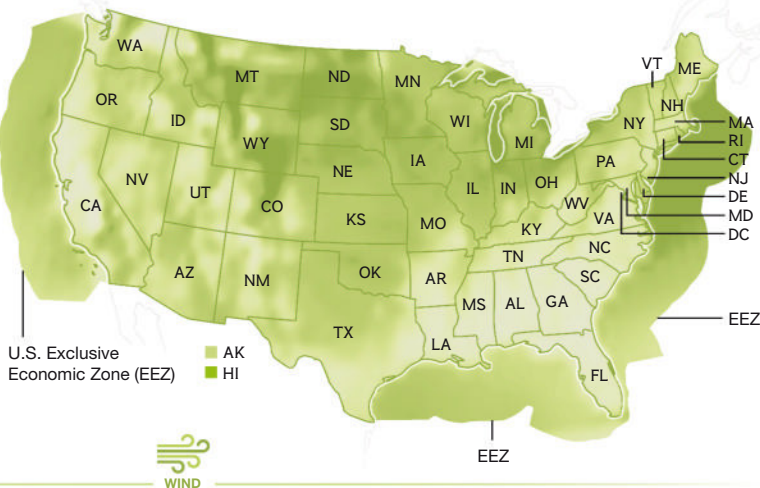 WA
VT
ME
MT
ND
MN
OR
NH
ID
SD
WI
NY
MA
WY
MI
RI
CT
NE
IA
PA
NV
IL
IN
OH
NJ
UT
DE
CA
CO
WV
MD
KS
MO
VA
DC
KY
NC
TN
AZ
NM
OK
AR
SC
MS
AL
GA
TX
EEZ
LA
U.S. Exclusive
Economic Zone (EEZ)
AK
HI
FL
EEZ
WIND